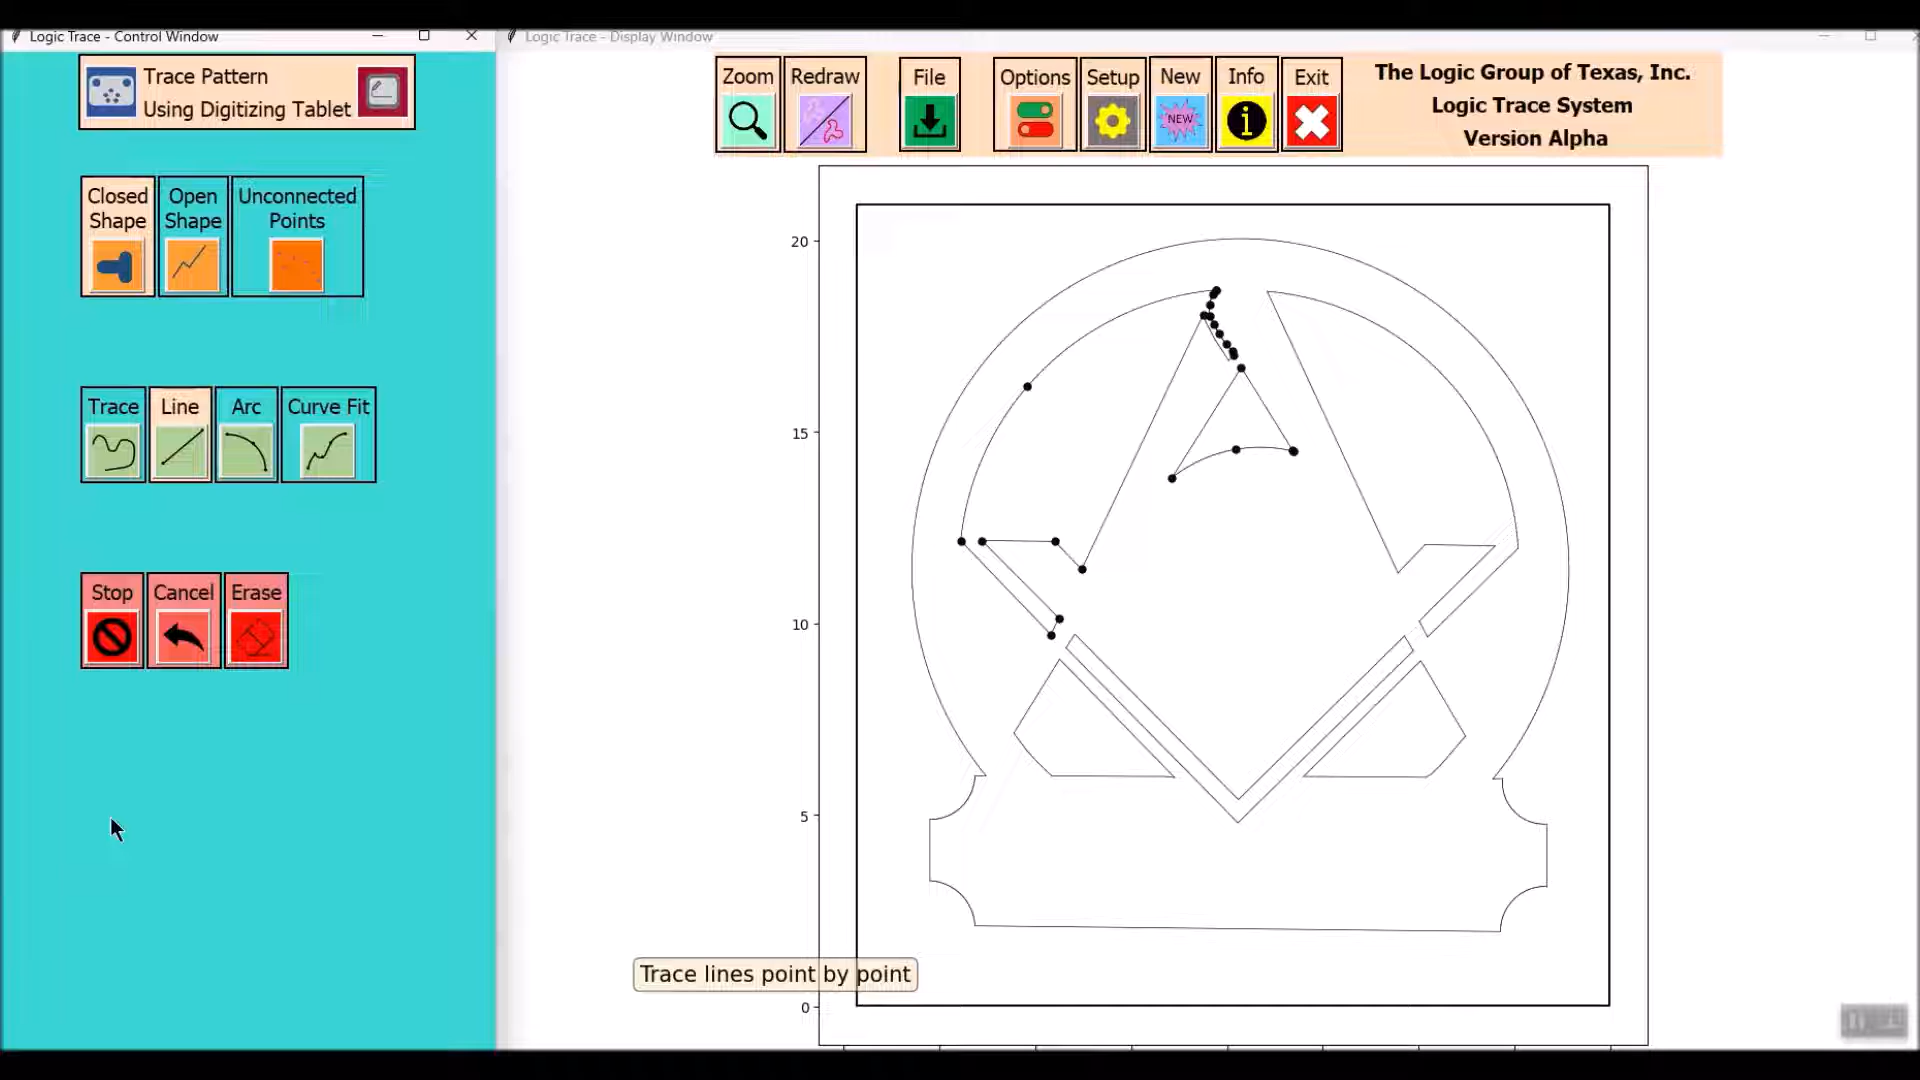 Logic Trace - Control Window
Logic Trace - Display Window
Trace Pattern
Using Digitizing Tablet
Zoom
Redraw
File
Options
Setup
New
Info
Exit
NEW
The Logic Group of Texas, Inc.
Logic Trace System
Version Alpha
Closed
Shape
Open
Shape
Unconnected
Points
Trace
Line
Arc
Curve Fit
Stop
Cancel
Erase
20
15
10
5
0
Trace lines point by point